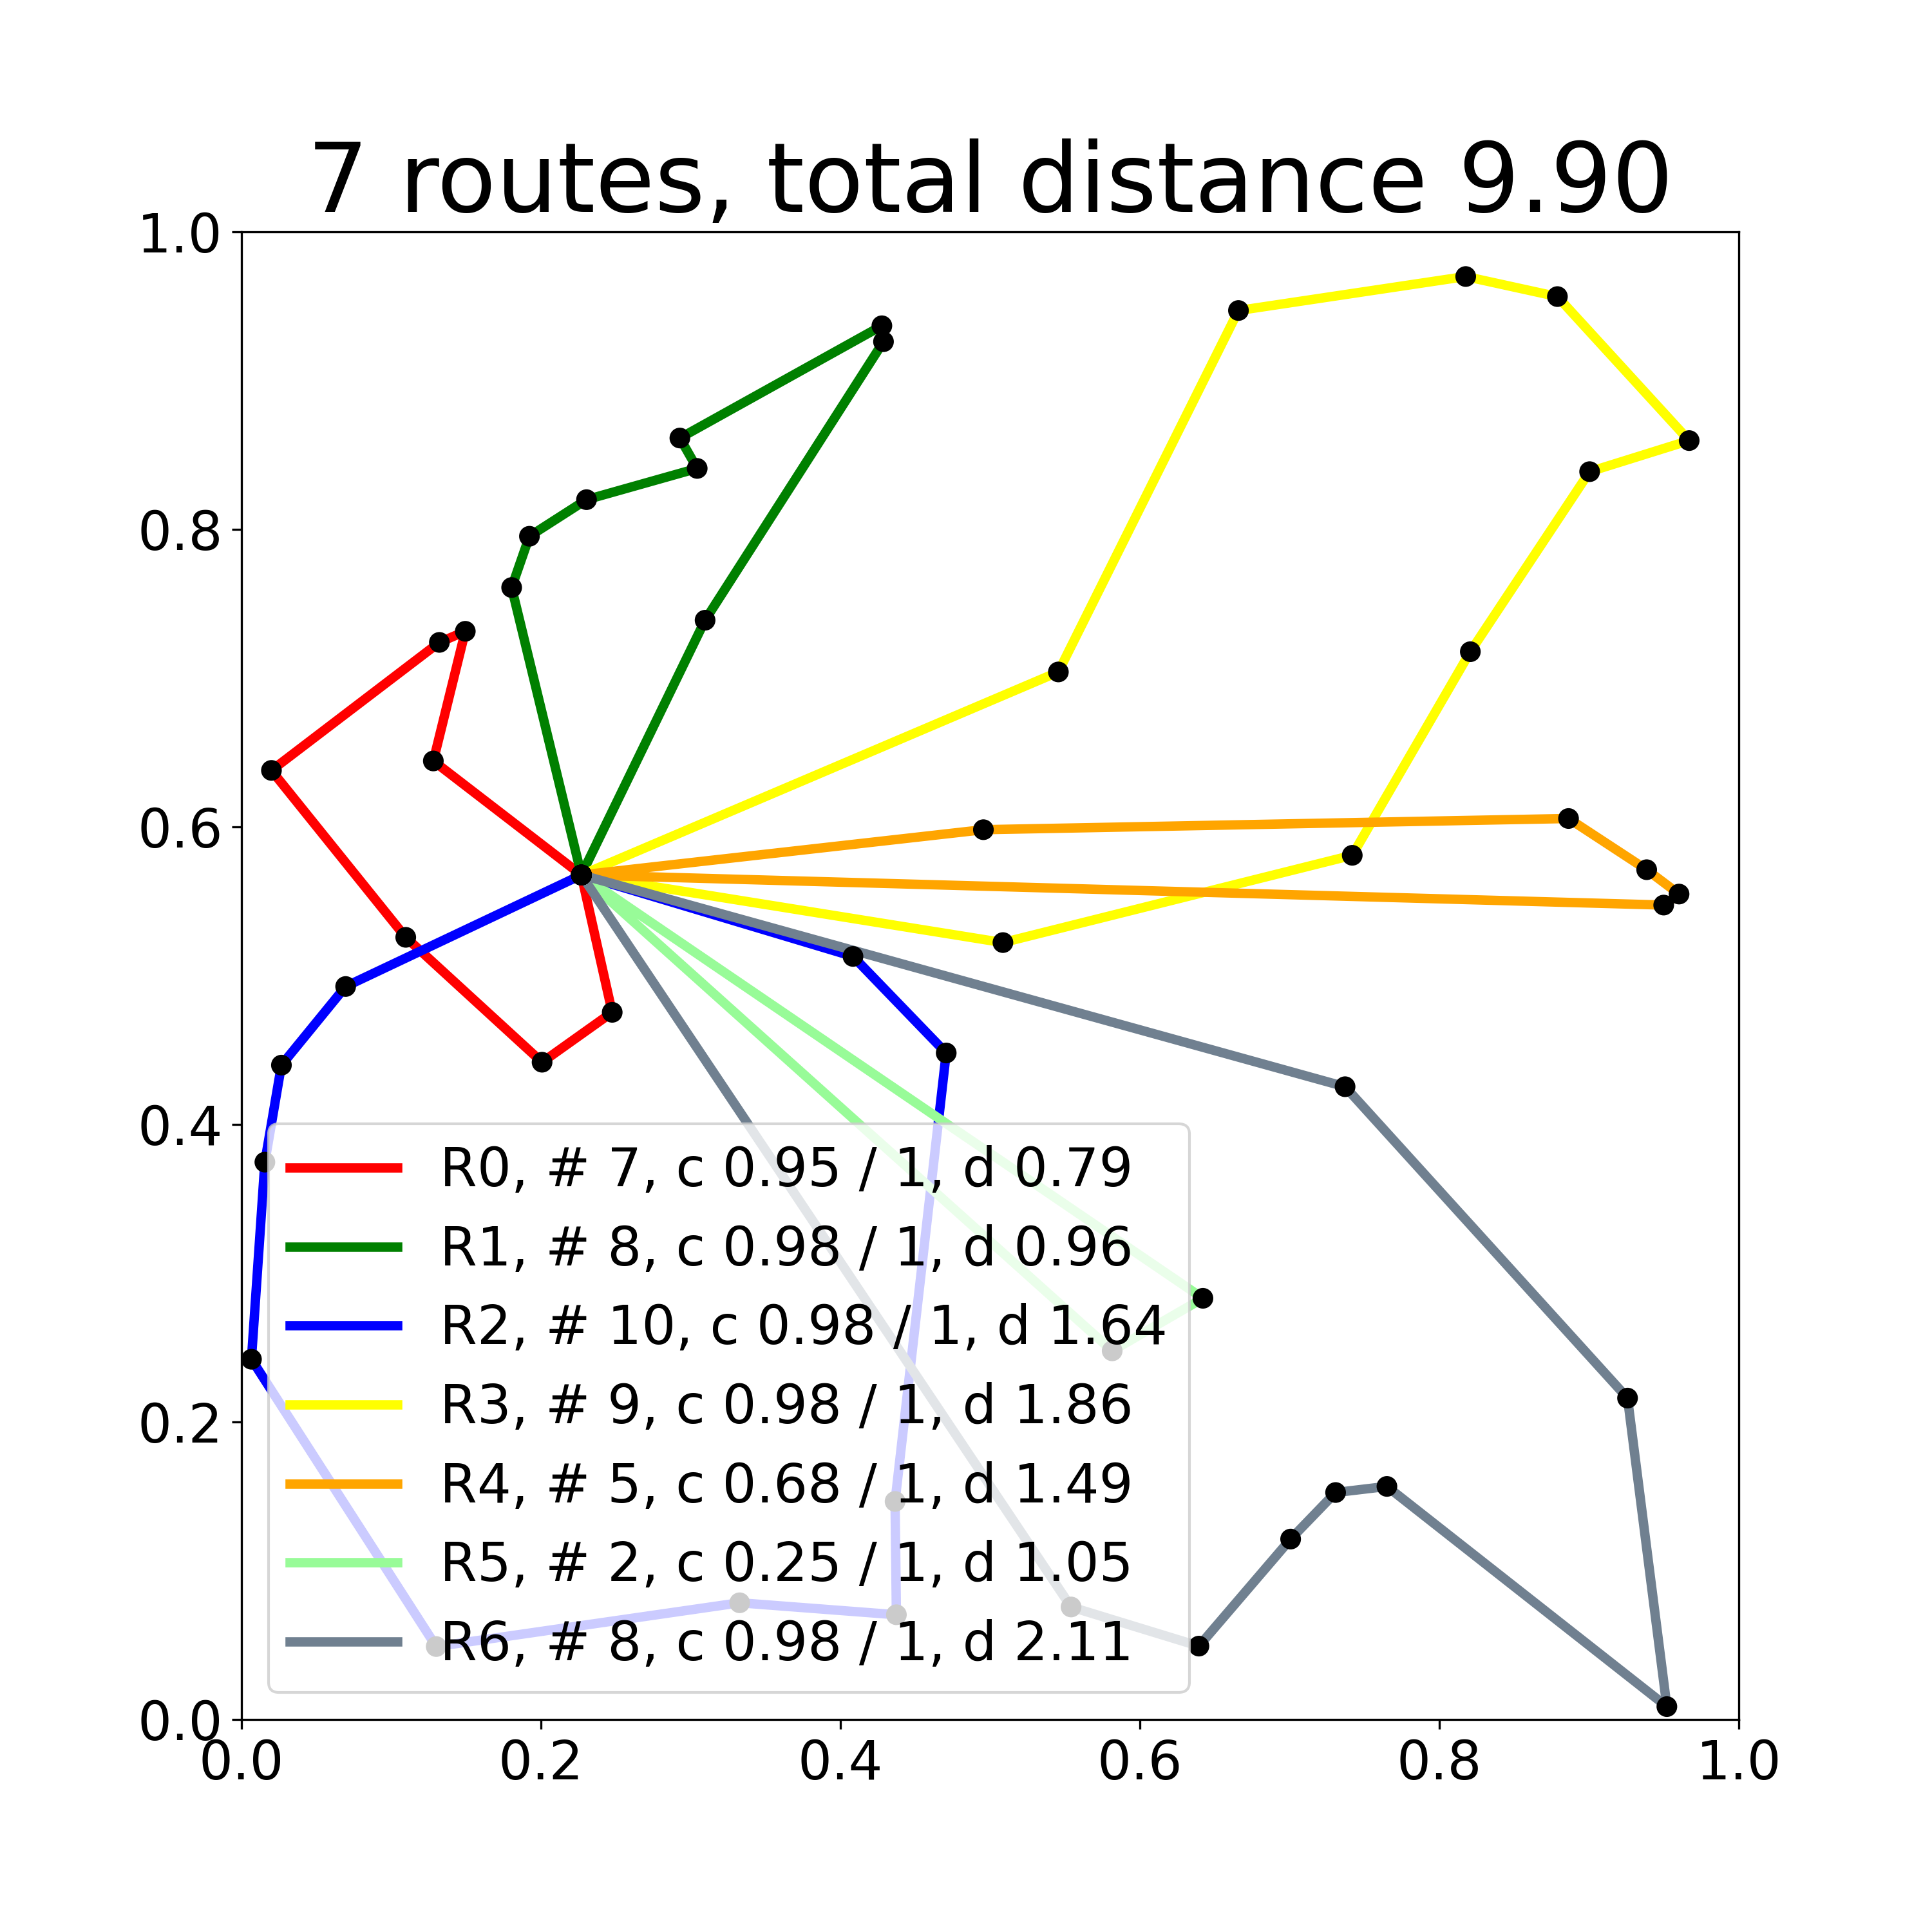 7 routes, total distance 9.90
1.0
0.8
0.6
0.4
0.2
0.0
R0, # 7, c 0.95 / 1, d 0.79
R1, # 8, c 0.98 / 1, d 0.96
R2, # 10, c 0.98 / 1, d 1.64
R3, # 9, c 0.98 / 1, d 1.86
R4, # 5, c 0.68 / 1, d 1.49
R5, # 2, c 0.25 / 1, d 1.05
R6, # 8, c 0.98 / 1, d 2.11
0.0 0.2 0.4 0.6 0.8 1.0